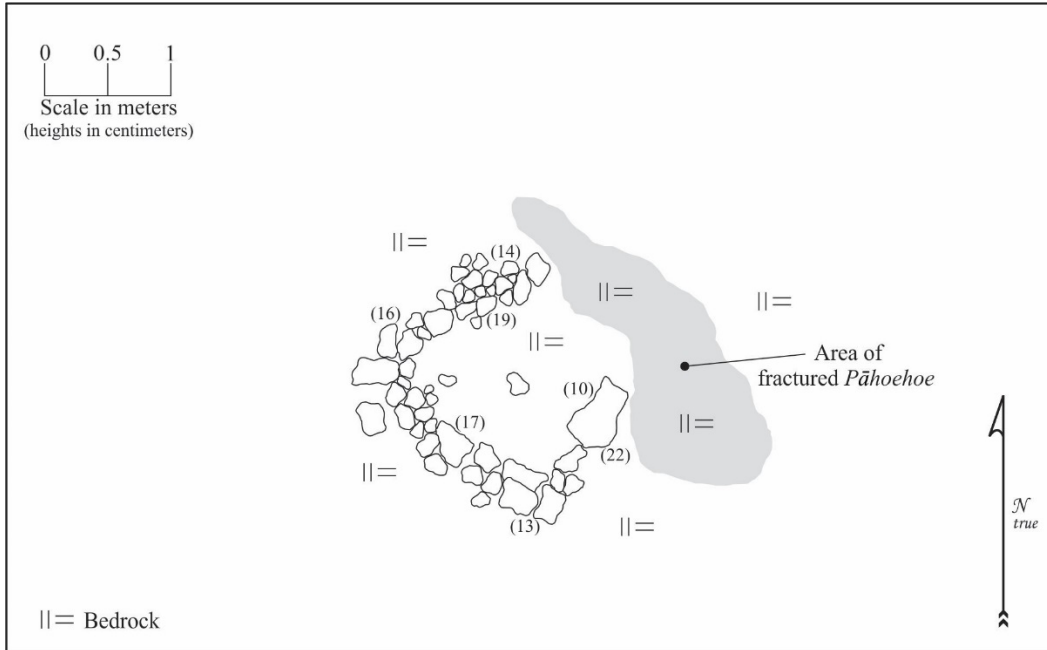 0 0.5 1
Scale in meters
(heights in centimeters)
(14)
(16)
(19)
Area of
fractured Pāhoehoe
(10)
(17)
(22)
(13)
N
true
Bedrock